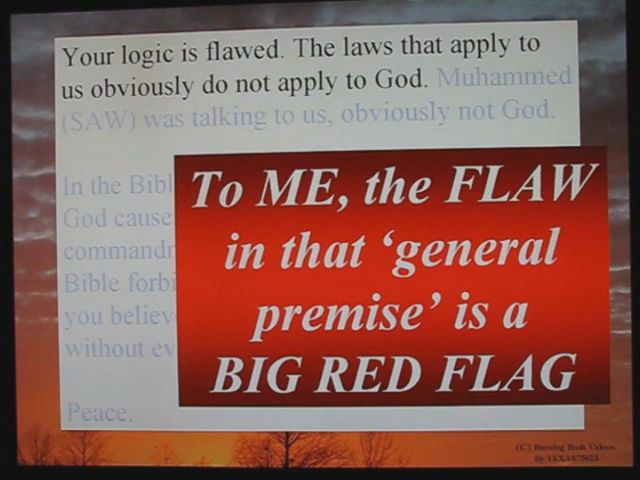 Your logic is flawed. The laws that apply to
us obviously do not apply to God. Muhammed
(SAW) was talking to us, obviously not God.
In the Bibl
God cause
commandr
Bible forbi
you believ
without ev
Peace.
To ME, the FLAW
in that ‘general
premise’ is a
BIG RED FLAG
(C) Burning Bush Videos.
By TEXAS75023